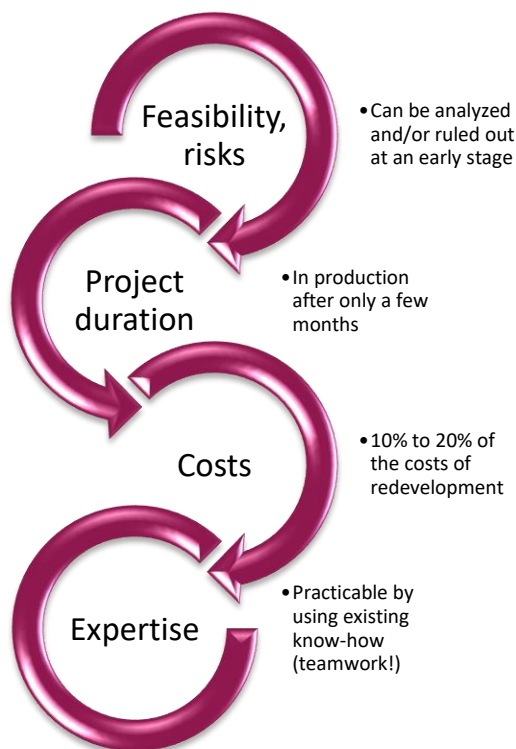 Feasibility,
risks
•Can be analyzed
and/or ruled out
at an early stage
Project
duration
•In production
after only a few
months
Costs
•10% to 20% of
the costs of
redevelopment
Expertise
•Practicable by
using existing
know-how
(teamwork!)